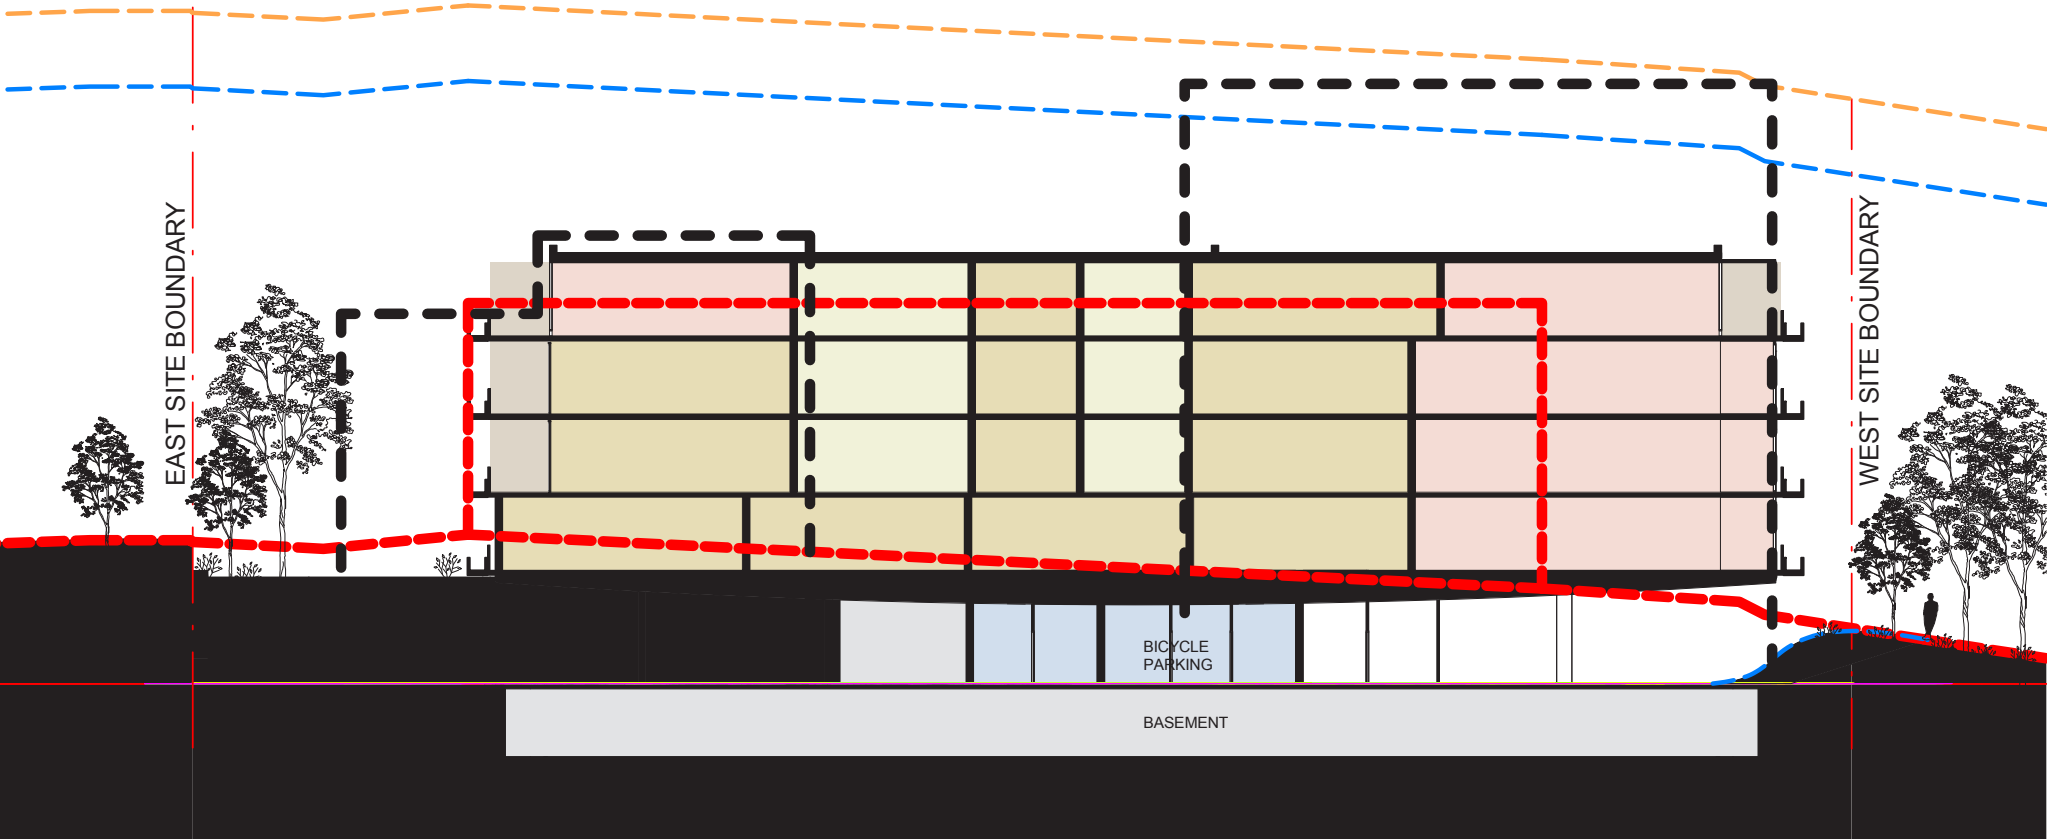 EAST SITE BOUNDARY
WEST SITE BOUNDARY
BICYCLE
PARKING
BASEMENT